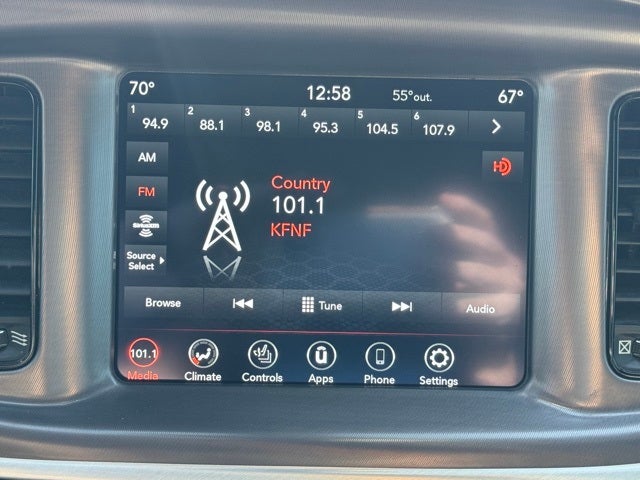 70° 12:58 55°out. 67°
1 94.9 2 88.1 3 98.1 4 95.3 5 104.5 6 107.9
AM
HD
FM
Country
101.1
KFNF
SiriusXM
Source
Select
Browse Tune Audio
101.1
Media Climate Controls Apps Phone Settings